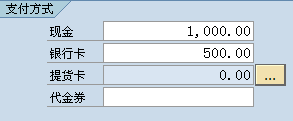 支付方式
现金 1,000.00
银行卡 500.00
提货卡 0.00 ...
代金券